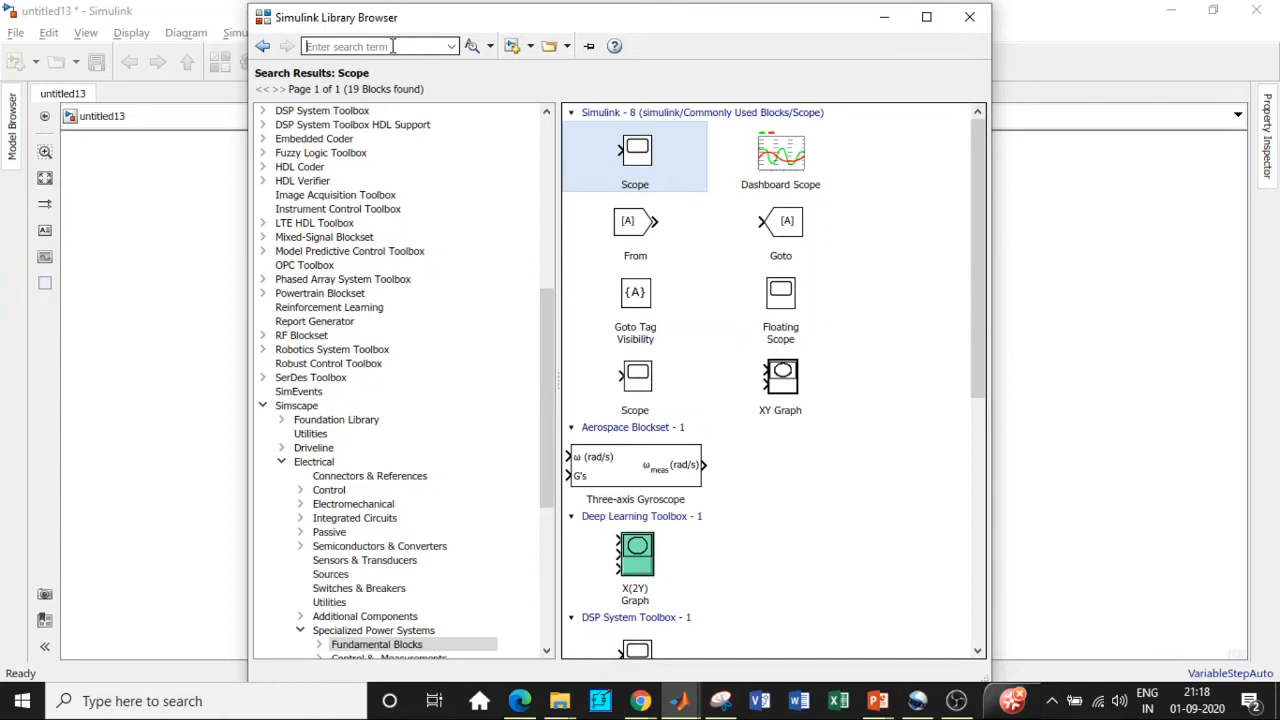 untitled13 * - Simulink
File Edit View Display Diagram Simu
untitled13
untitled13
Model Browser
Property Inspector
Simulink Library Browser
Enter search term
Search Results: Scope
<< >> Page 1 of 1 (19 Blocks found)
DSP System Toolbox
DSP System Toolbox HDL Support
Embedded Coder
Fuzzy Logic Toolbox
HDL Coder
HDL Verifier
Image Acquisition Toolbox
Instrument Control Toolbox
LTE HDL Toolbox
Mixed-Signal Blockset
Model Predictive Control Toolbox
OPC Toolbox
Phased Array System Toolbox
Powertrain Blockset
Reinforcement Learning
Report Generator
RF Blockset
Robotics System Toolbox
Robust Control Toolbox
SerDes Toolbox
SimEvents
Simscape
Foundation Library
Utilities
Driveline
Electrical
Connectors & References
Control
Electromechanical
Integrated Circuits
Passive
Semiconductors & Converters
Sensors & Transducers
Sources
Switches & Breakers
Utilities
Additional Components
Specialized Power Systems
Fundamental Blocks
Control & Measurements
Simulink - 8 (simulink/Commonly Used Blocks/Scope)
Scope
Dashboard Scope
[A]
From
[A]
Goto
{A}
Goto Tag
Visibility
Floating
Scope
Scope
XY Graph
Aerospace Blockset - 1
ω (rad/s)
G's
ωmeas (rad/s)
Three-axis Gyroscope
Deep Learning Toolbox - 1
X(2Y)
Graph
DSP System Toolbox - 1
Ready
VariableStepAuto
Type here to search
ENG
IN
21:18
01-09-2020
2